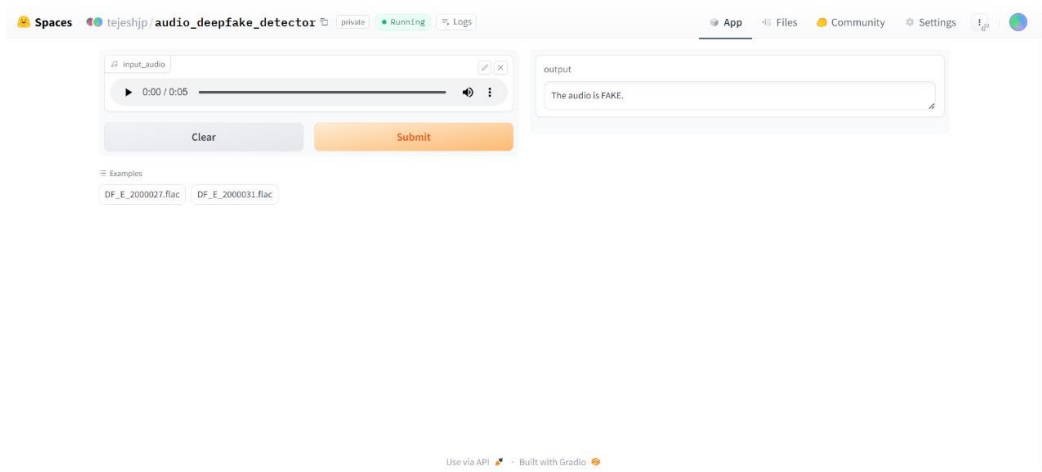 Spaces tejeshjp/audio_deepfake_detector private Running Logs App Files Community Settings
input_audio
0:00 / 0:05
Clear Submit
output
The audio is FAKE.
Examples
DF_E_2000027.flac DF_E_2000031.flac
Use via API · Built with Gradio